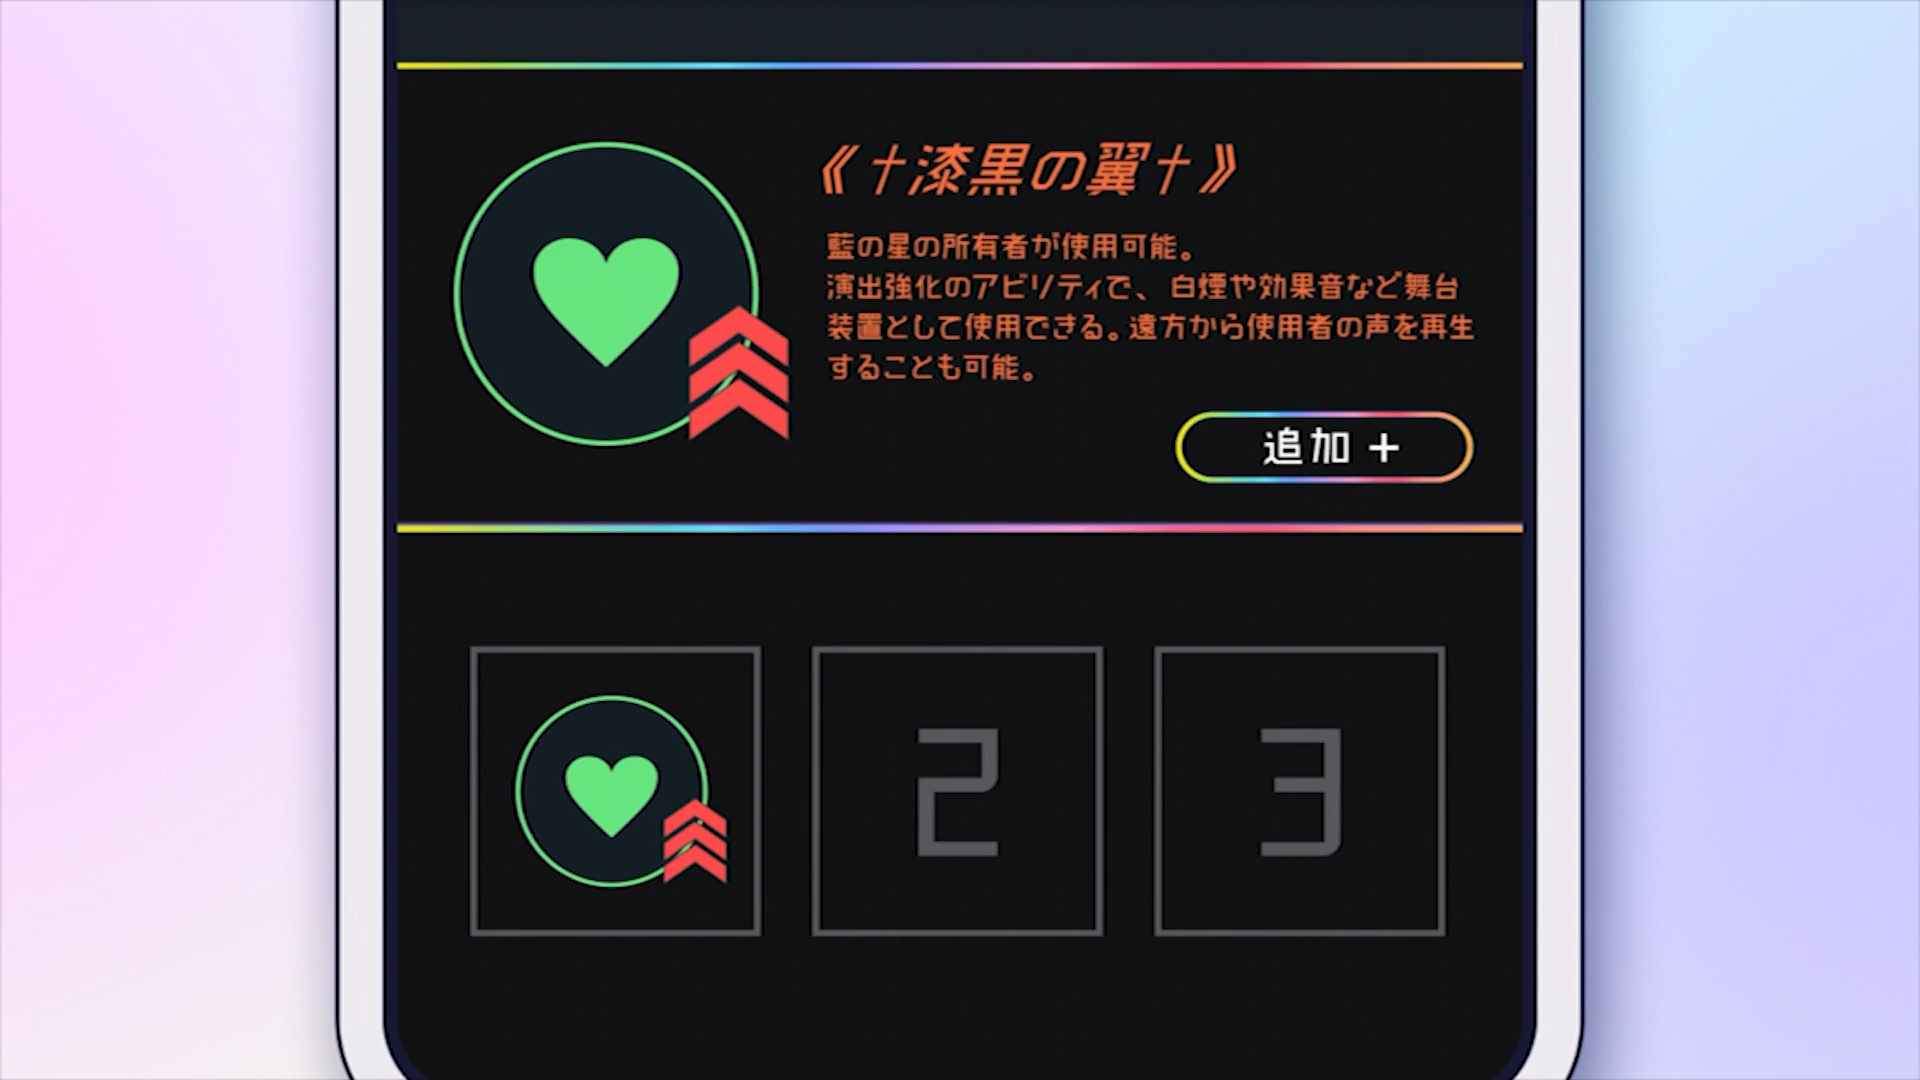 《†漆黒の翼†》
藍の星の所有者が使用可能。
演出強化のアビリティで、白煙や効果音など舞台
装置として使用できる。遠方から使用者の声を再生
することも可能。
追加 +
2
3